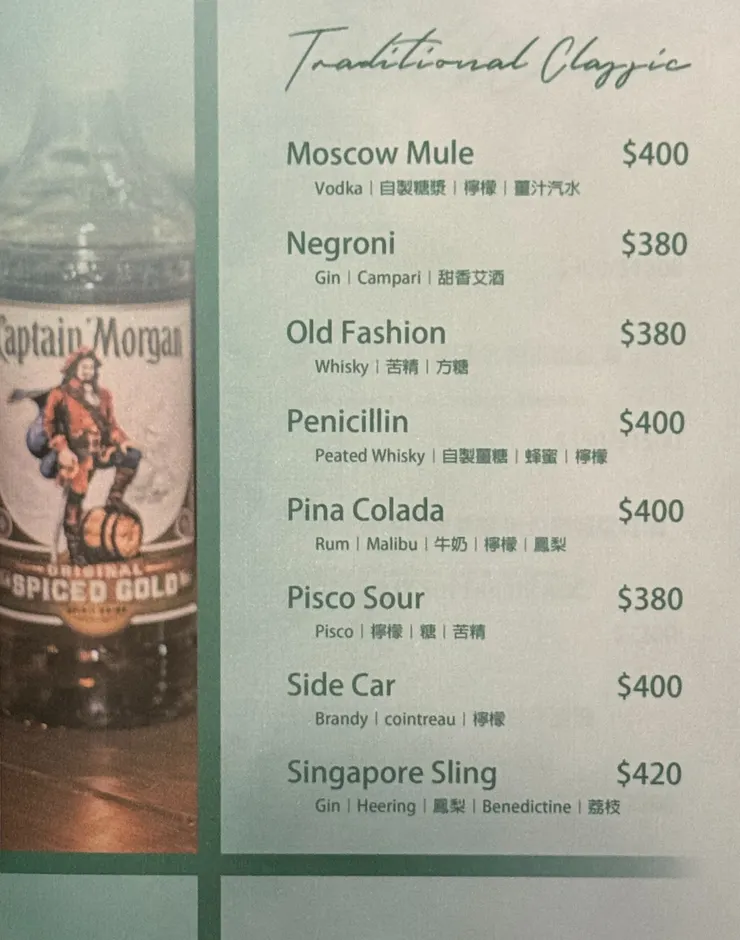 Traditional Classic
Moscow Mule $400
Vodka | 自製糖漿 | 檸檬 | 薑汁汽水
Negroni $380
Gin | Campari | 甜香艾酒
Old Fashion $380
Whisky | 苦精 | 方糖
Penicillin $400
Peated Whisky | 自製薑糖 | 蜂蜜 | 檸檬
Pina Colada $400
Rum | Malibu | 牛奶 | 檸檬 | 鳳梨
Pisco Sour $380
Pisco | 檸檬 | 糖 | 苦精
Side Car $400
Brandy | cointreau | 檸檬
Singapore Sling $420
Gin | Heering | 鳳梨 | Benedictine | 荔枝
Captain Morgan
ORIGINAL
SPICED GOLD